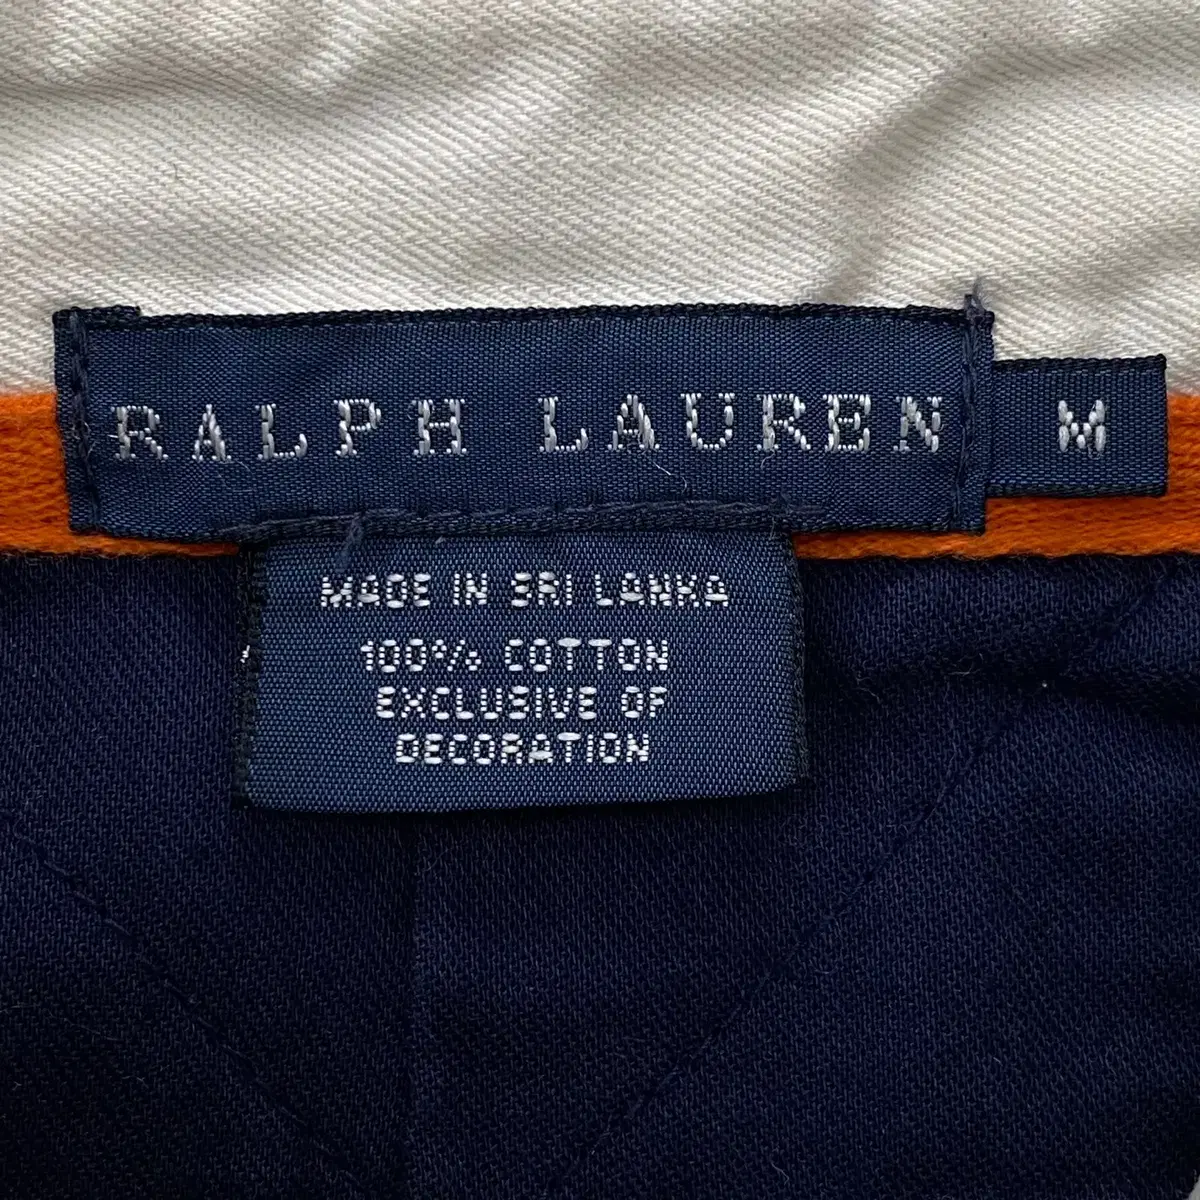 RALPH LAUREN
M
MADE IN SRI LANKA
100% COTTON
EXCLUSIVE OF
DECORATION